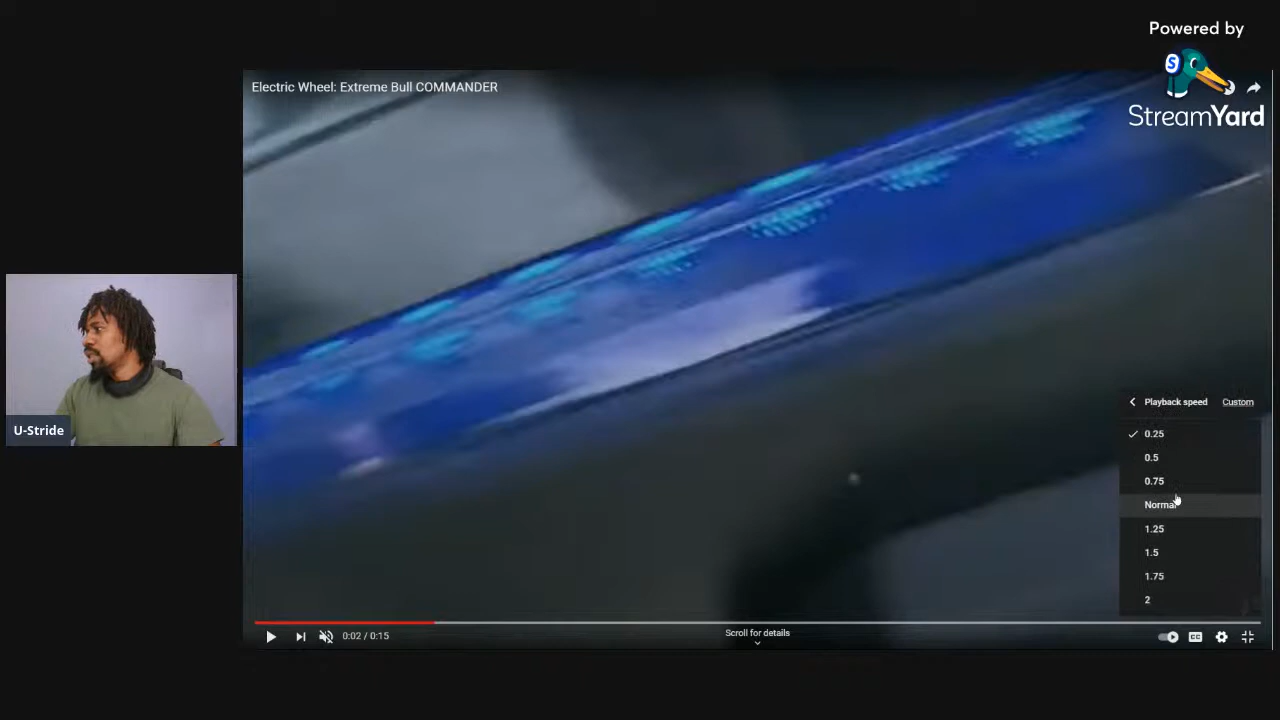 Powered by
StreamYard
Electric Wheel: Extreme Bull COMMANDER
U-Stride
Playback speed Custom
0.25
0.5
0.75
Normal
1.25
1.5
1.75
2
0:02 / 0:15
Scroll for details
CC